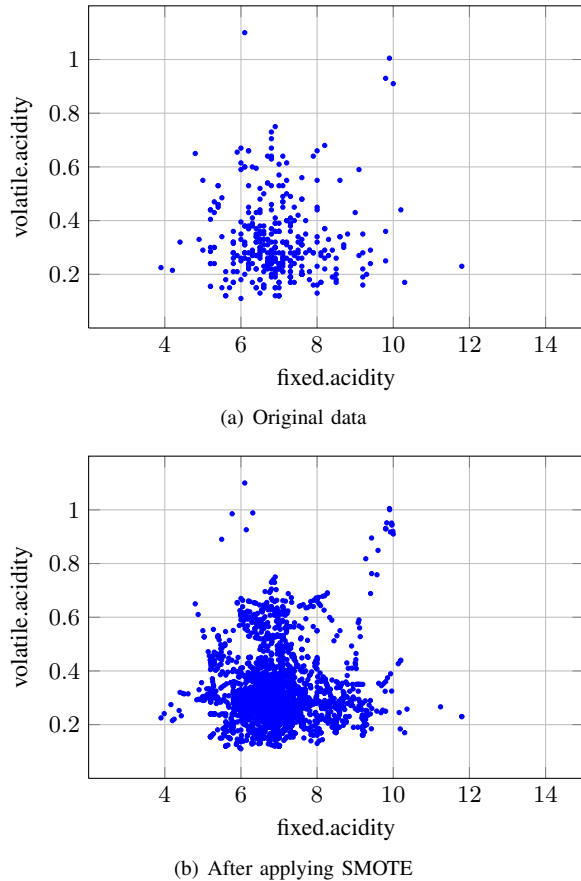 1
0.8
0.6
0.4
0.2
volatile.acidity
4 6 8 10 12 14
fixed.acidity
(a) Original data
1
0.8
0.6
0.4
0.2
volatile.acidity
4 6 8 10 12 14
fixed.acidity
(b) After applying SMOTE